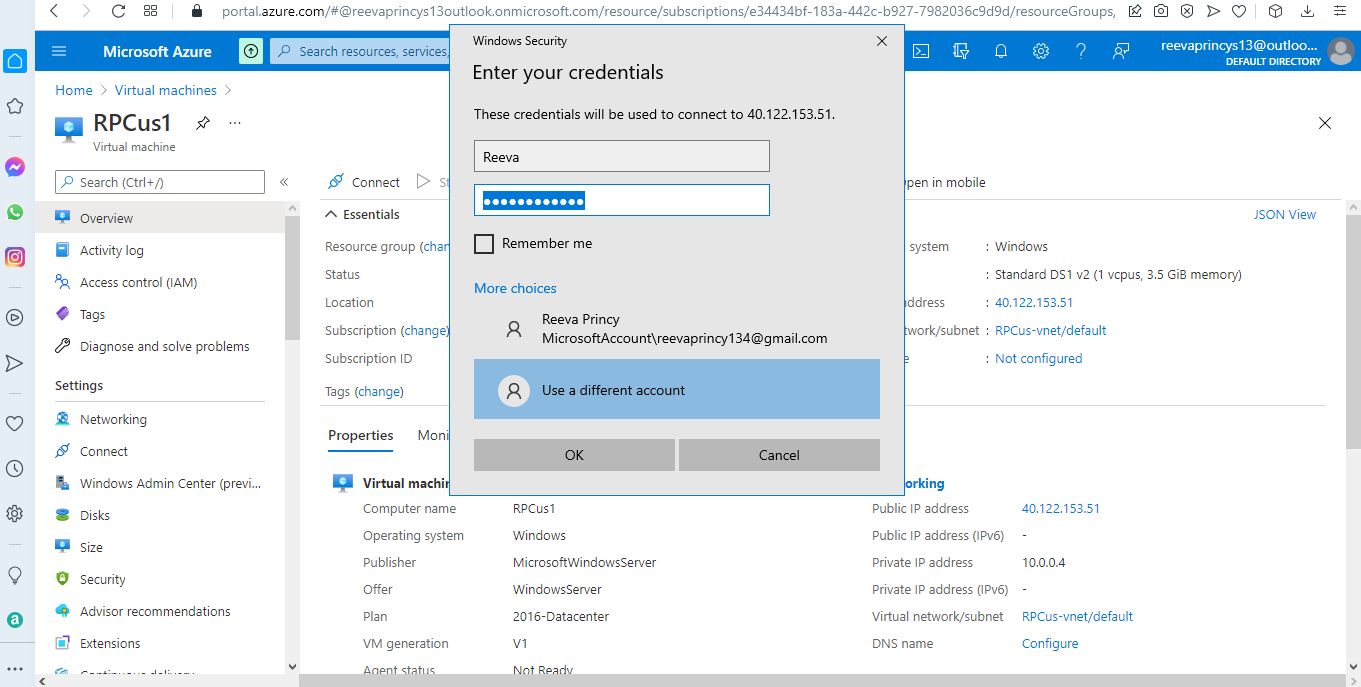 portal.azure.com/#@reevaprincys13outlook.onmicrosoft.com/resource/subscriptions/e34434bf-183a-442c-b927-7982036c9d9d/resourceGroups,
Microsoft Azure
Search resources, services,
reevaprincys13@outloo...
DEFAULT DIRECTORY
Home > Virtual machines >
RPCus1
...
Virtual machine
Search (Ctrl+/)
«
Overview
Activity log
Access control (IAM)
Tags
Diagnose and solve problems
Settings
Networking
Connect
Windows Admin Center (previ...
Disks
Size
Security
Advisor recommendations
Extensions
Continuous delivery
Windows Security
Enter your credentials
These credentials will be used to connect to 40.122.153.51.
Reeva
●●●●●●●●●●●●
Remember me
More choices
Reeva Princy
MicrosoftAccount\reevaprincy134@gmail.com
Use a different account
OK
Cancel
Connect
St
pen in mobile
Essentials
JSON View
Resource group (chan
system : Windows
Status
: Standard DS1 v2 (1 vcpus, 3.5 GiB memory)
Location
ddress : 40.122.153.51
Subscription (change)
twork/subnet : RPCus-vnet/default
Subscription ID
e : Not configured
Tags (change)
Properties
Moni
Virtual machin
Computer name RPCus1
Operating system Windows
Publisher MicrosoftWindowsServer
Offer WindowsServer
Plan 2016-Datacenter
VM generation V1
Agent status Not Ready
orking
Public IP address 40.122.153.51
Public IP address (IPv6) -
Private IP address 10.0.0.4
Private IP address (IPv6) -
Virtual network/subnet RPCus-vnet/default
DNS name Configure